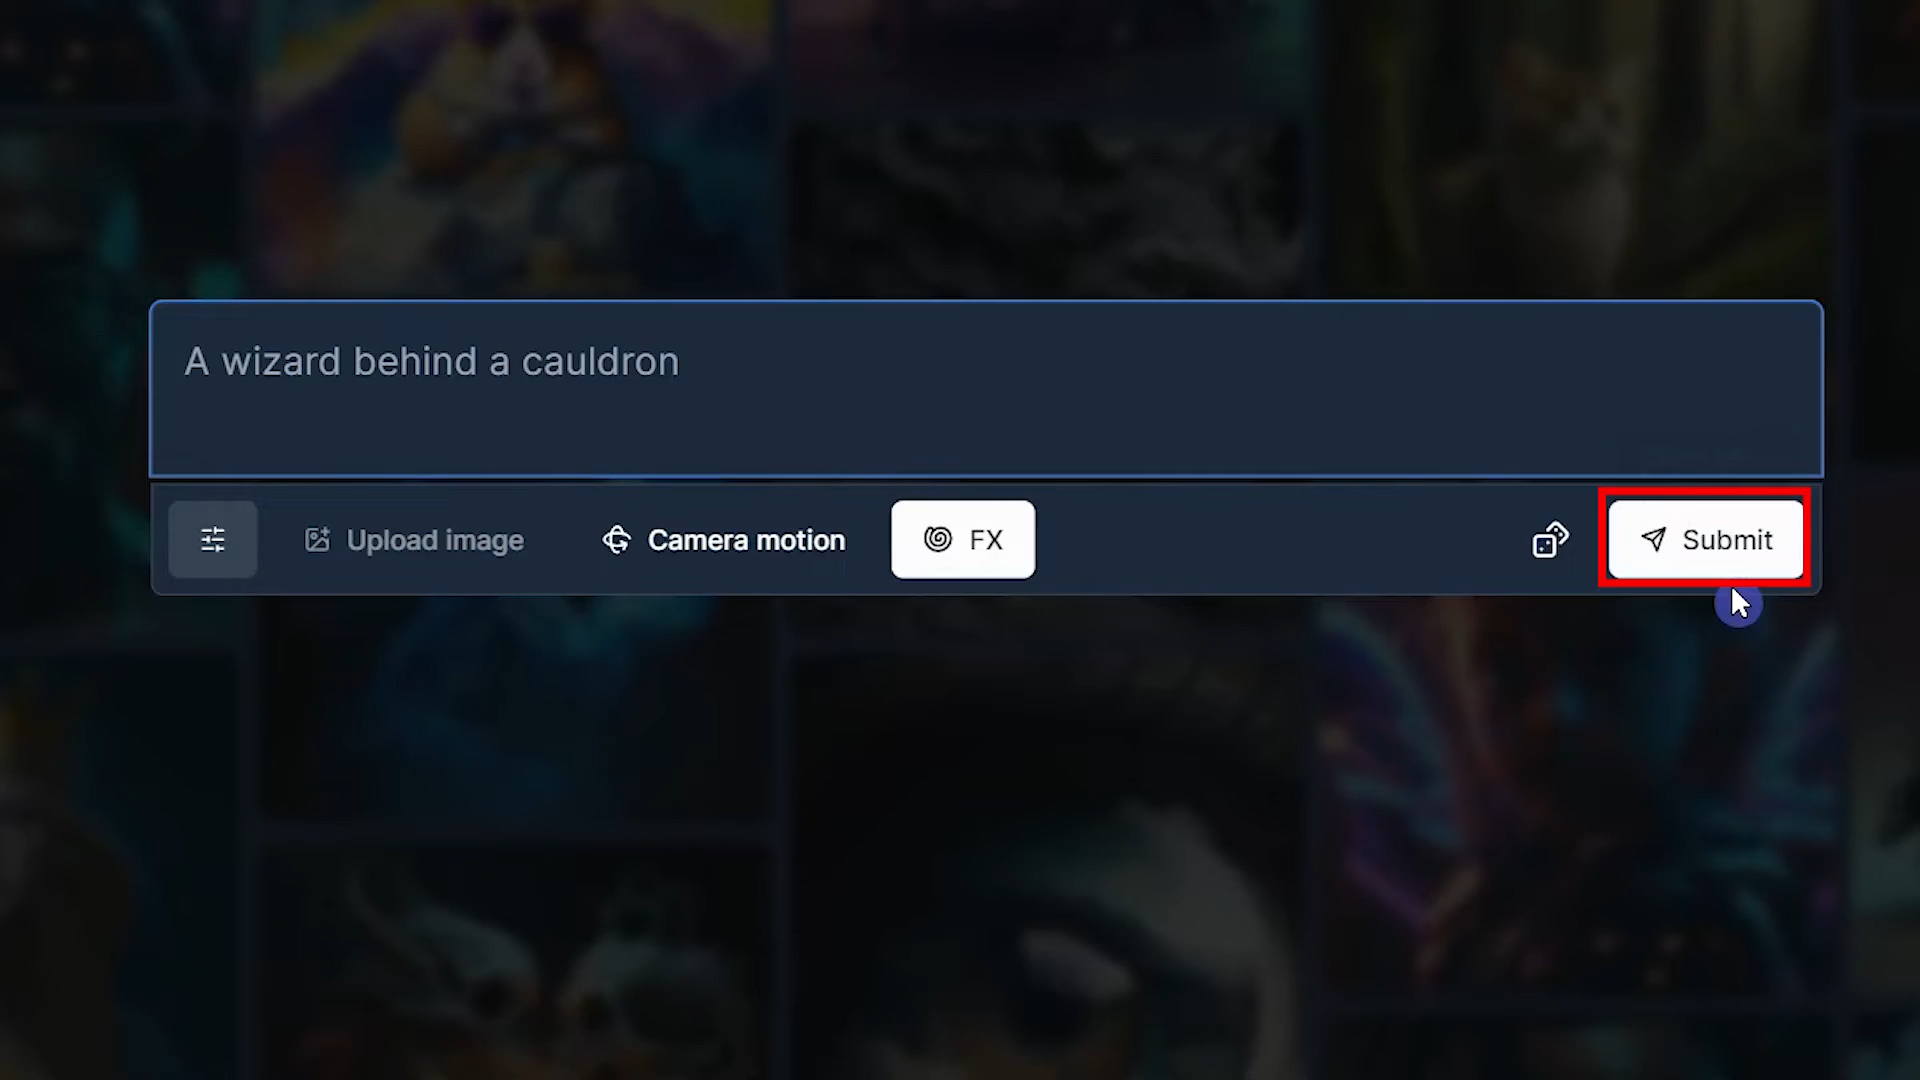 A wizard behind a cauldron
Upload image
Camera motion
FX
Submit